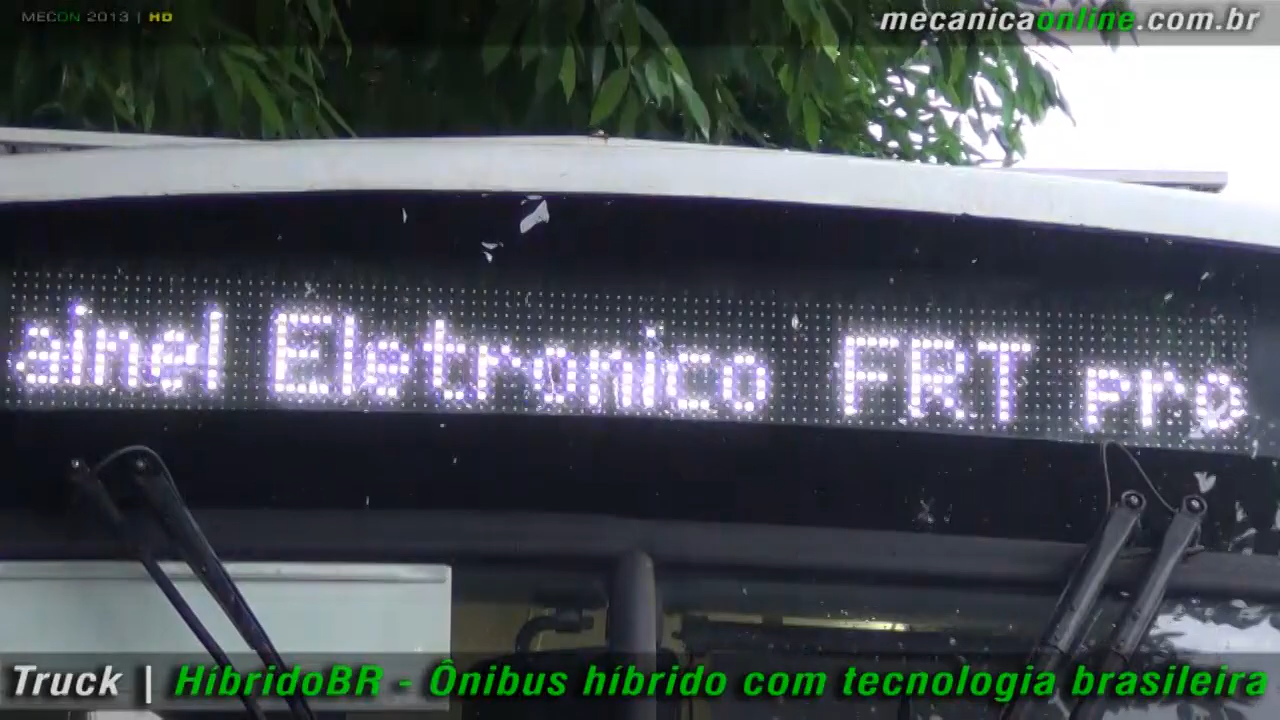 MECON 2013 | HD
mecanicaonline.com.br
ainel Eletronico FRT pro
Truck | HíbridoBR - Ônibus híbrido com tecnologia brasileira